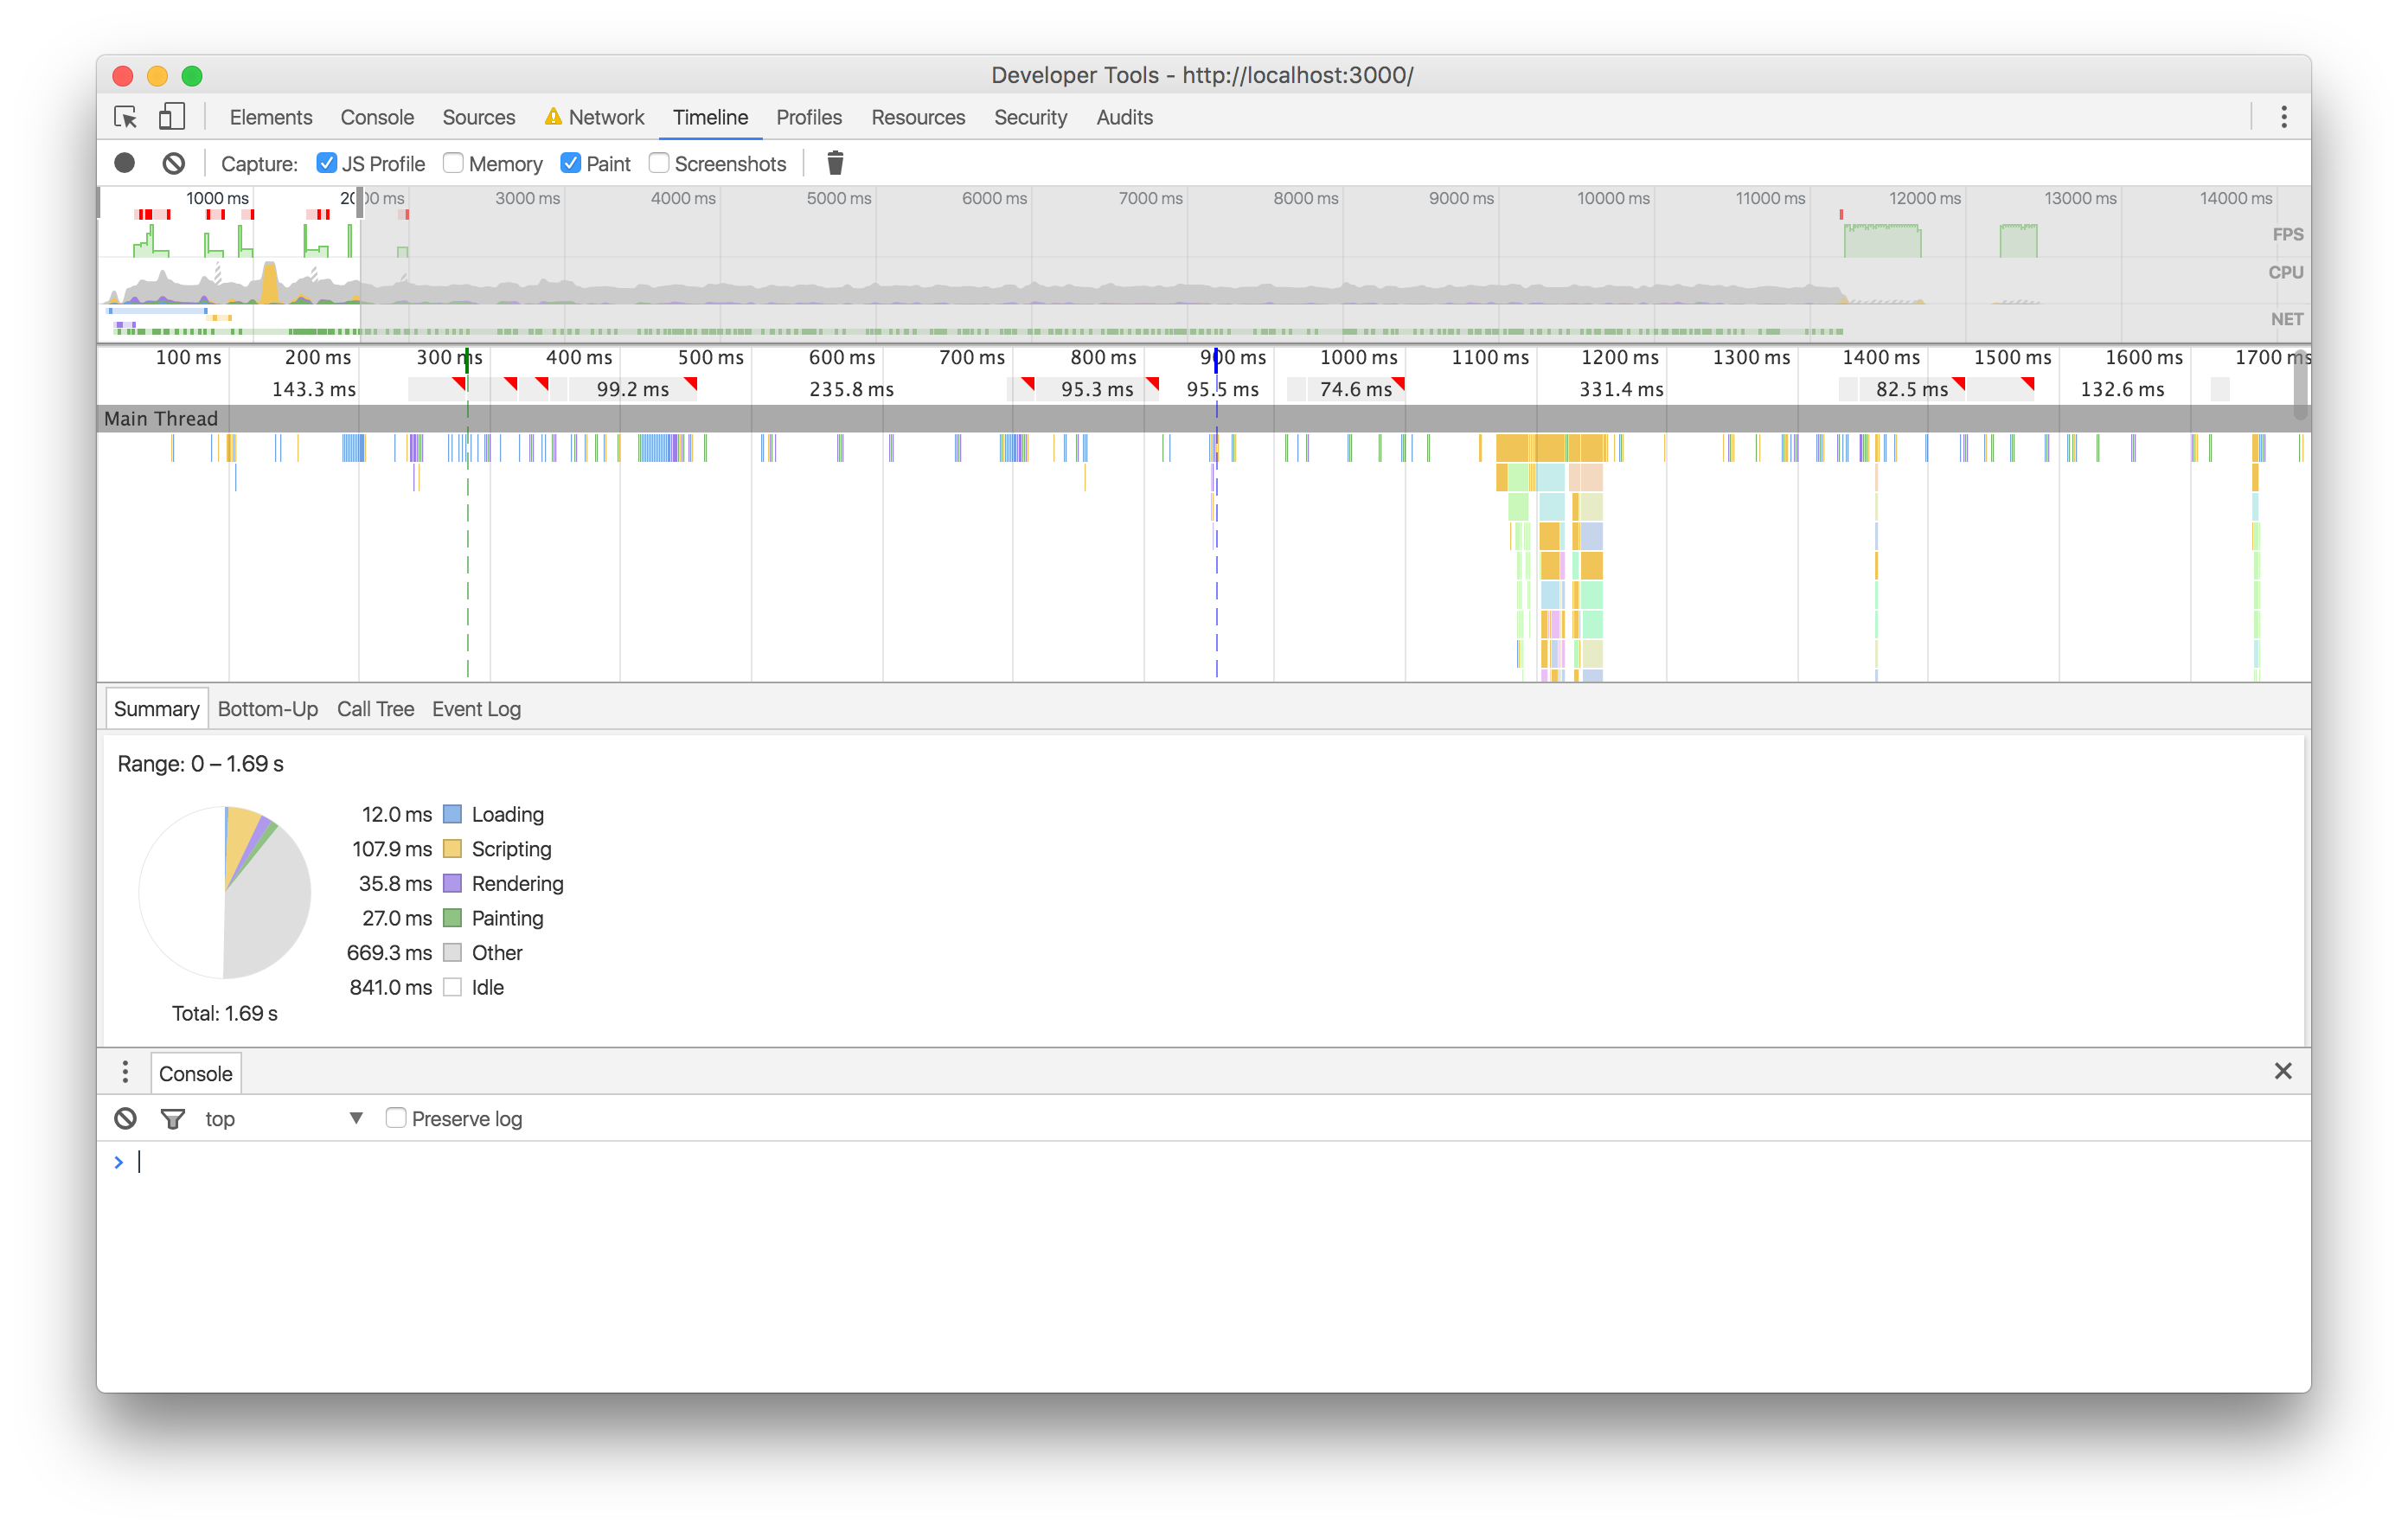 Developer Tools - http://localhost:3000/
Elements Console Sources Network Timeline Profiles Resources Security Audits
Capture: JS Profile Memory Paint Screenshots
1000 ms 2000 ms 3000 ms 4000 ms 5000 ms 6000 ms 7000 ms 8000 ms 9000 ms 10000 ms 11000 ms 12000 ms 13000 ms 14000 ms
FPS
CPU
NET
100 ms 200 ms 300 ms 400 ms 500 ms 600 ms 700 ms 800 ms 900 ms 1000 ms 1100 ms 1200 ms 1300 ms 1400 ms 1500 ms 1600 ms 1700 ms
143.3 ms 99.2 ms 235.8 ms 95.3 ms 95.5 ms 74.6 ms 331.4 ms 82.5 ms 132.6 ms
Main Thread
Summary Bottom-Up Call Tree Event Log
Range: 0 – 1.69 s
12.0 ms Loading
107.9 ms Scripting
35.8 ms Rendering
27.0 ms Painting
669.3 ms Other
841.0 ms Idle
Total: 1.69 s
Console
top ▼ Preserve log
>